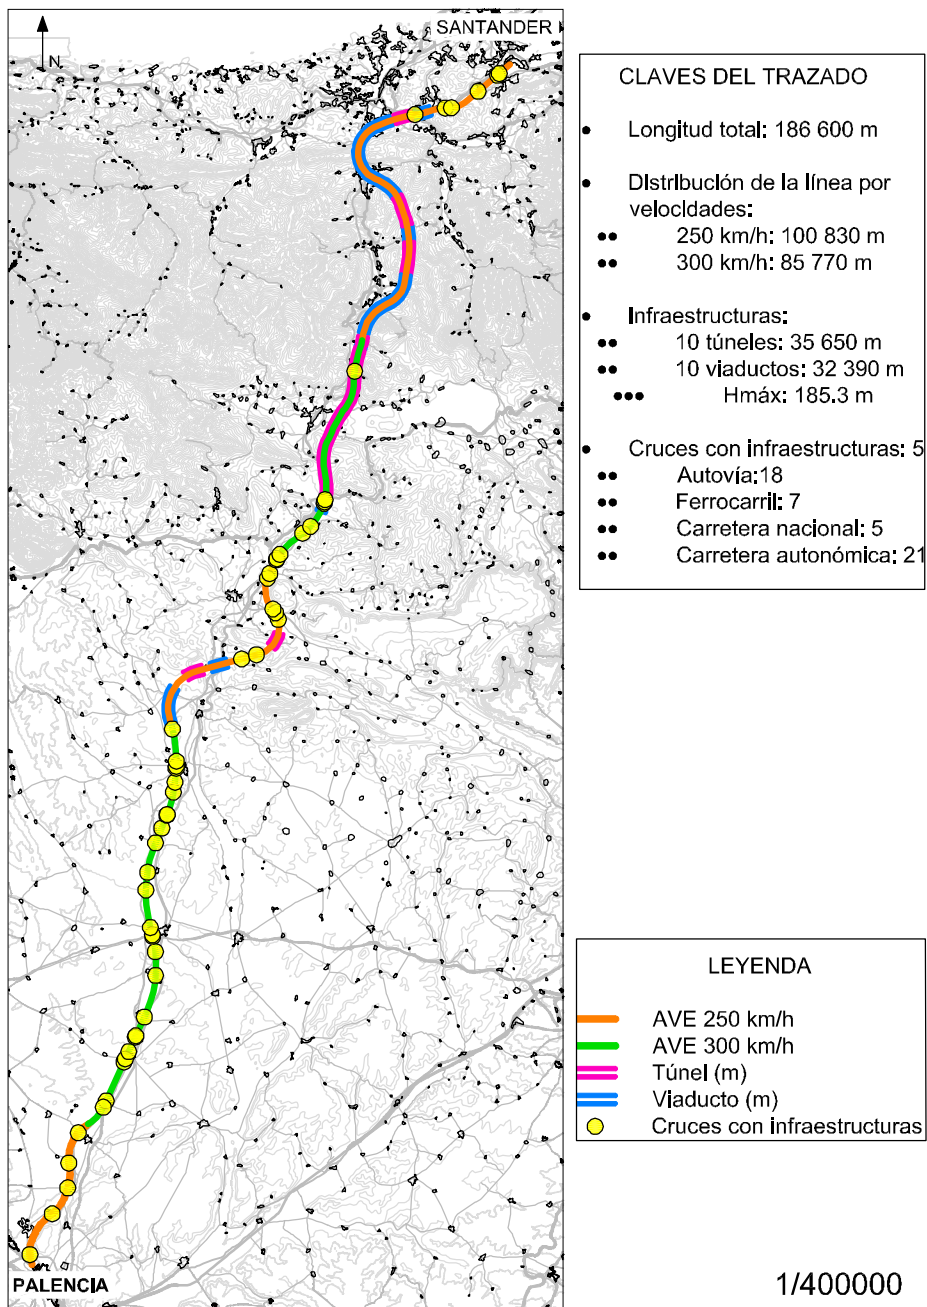 SANTANDER
N
CLAVES DEL TRAZADO
• Longitud total: 186 600 m
• Distribución de la línea por
velocidades:
•• 250 km/h: 100 830 m
•• 300 km/h: 85 770 m
• Infraestructuras:
•• 10 túneles: 35 650 m
•• 10 viaductos: 32 390 m
••• Hmáx: 185.3 m
• Cruces con infraestructuras: 5
•• Autovía:18
•• Ferrocarril: 7
•• Carretera nacional: 5
•• Carretera autonómica: 21
LEYENDA
AVE 250 km/h
AVE 300 km/h
Túnel (m)
Viaducto (m)
Cruces con infraestructuras
PALENCIA
1/400000